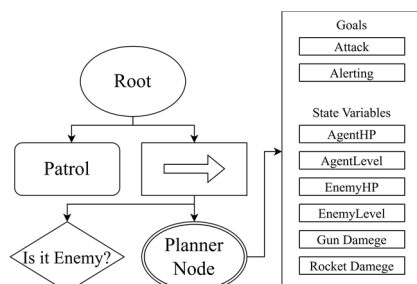 Root
Patrol
Is it Enemy?
Planner
Node
Goals
Attack
Alerting
State Variables
AgentHP
AgentLevel
EnemyHP
EnemyLevel
Gun Damege
Rocket Damege